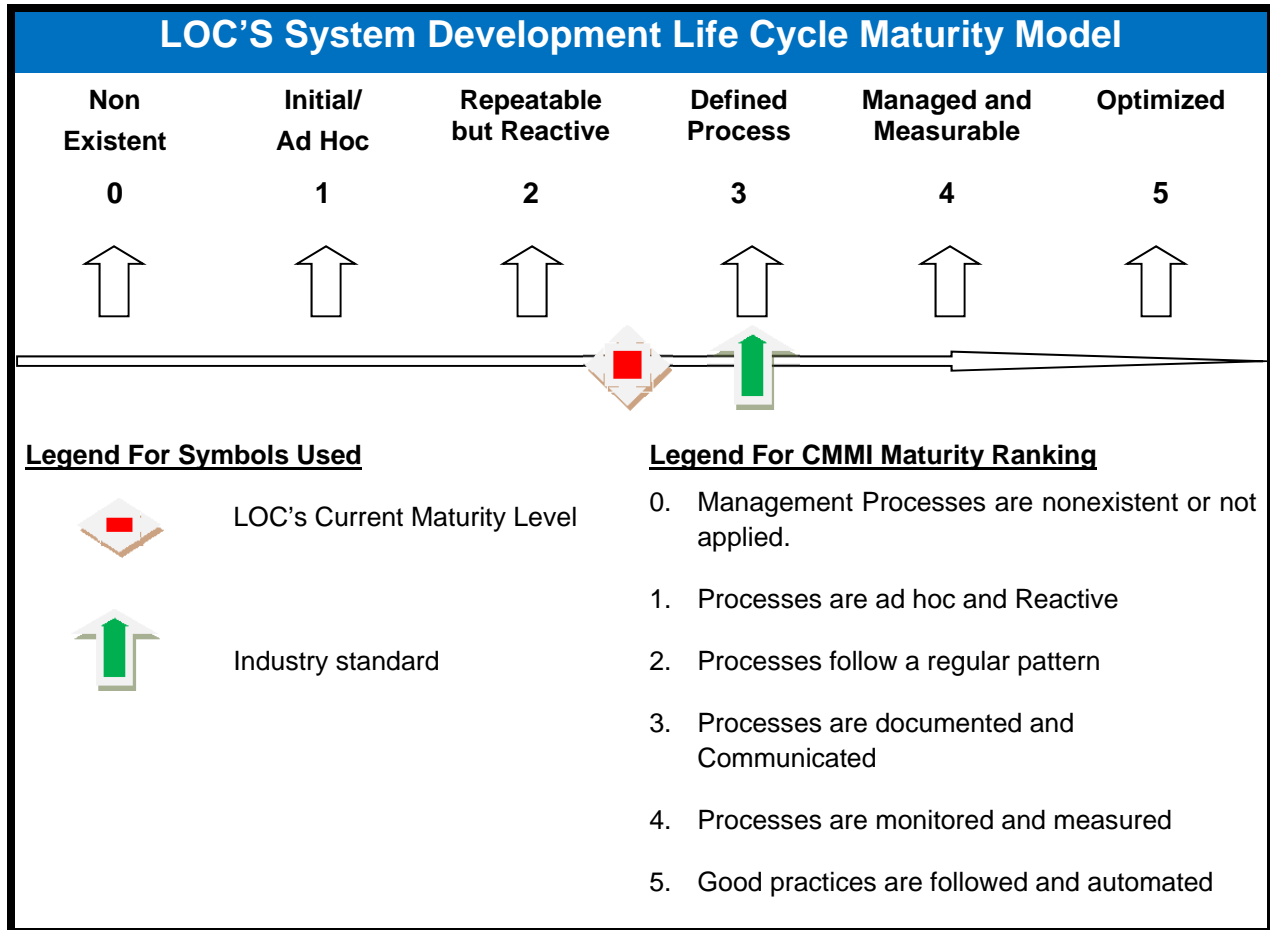 LOC'S System Development Life Cycle Maturity Model
Non
Existent
0
Initial/
Ad Hoc
1
Repeatable
but Reactive
2
Defined
Process
3
Managed and
Measurable
4
Optimized
5
Legend For Symbols Used
LOC's Current Maturity Level
Industry standard
Legend For CMMI Maturity Ranking
0. Management Processes are nonexistent or not
applied.
1. Processes are ad hoc and Reactive
2. Processes follow a regular pattern
3. Processes are documented and
Communicated
4. Processes are monitored and measured
5. Good practices are followed and automated